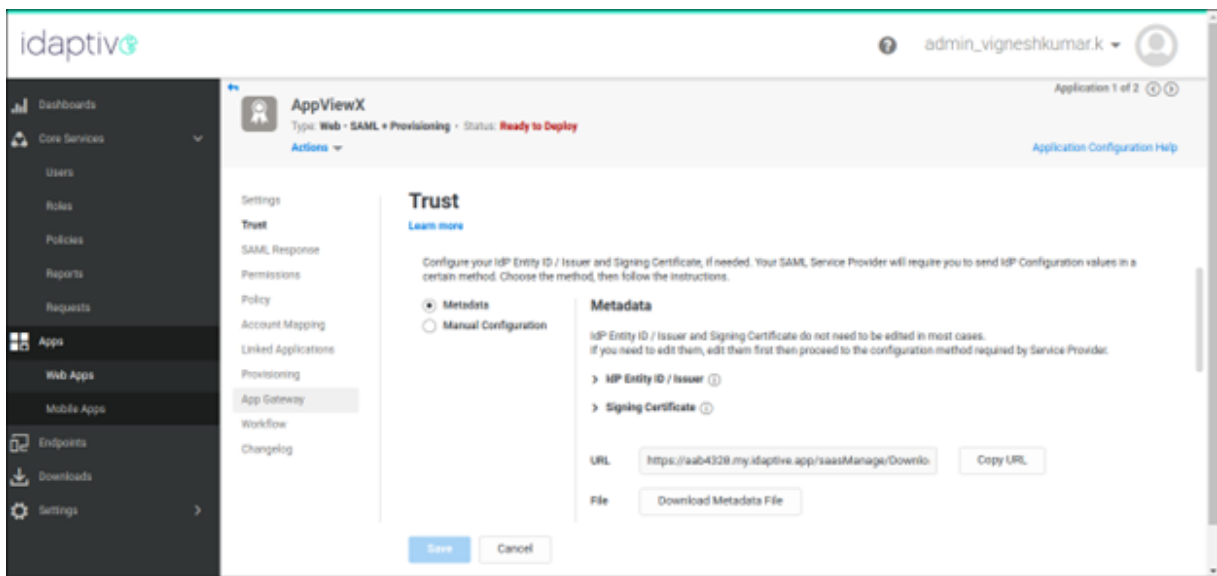 idaptive
admin_vigneshkumar.k
Dashboards
Core Services
Users
Roles
Policies
Reports
Requests
Apps
Web Apps
Mobile Apps
Endpoints
Downloads
Settings
AppViewX
Type: Web - SAML + Provisioning • Status: Ready to Deploy
Actions
Application 1 of 2
Application Configuration Help
Settings
Trust
SAML Response
Permissions
Policy
Account Mapping
Linked Applications
Provisioning
App Gateway
Workflow
Changelog
Trust
Learn more
Configure your IdP Entity ID / Issuer and Signing Certificate, if needed. Your SAML Service Provider will require you to send IdP Configuration values in a
certain method. Choose the method, then follow the instructions.
Metadata
Manual Configuration
Metadata
IdP Entity ID / Issuer and Signing Certificate do not need to be edited in most cases.
If you need to edit them, edit them first then proceed to the configuration method required by Service Provider.
IdP Entity ID / Issuer
Signing Certificate
URL https://aab4328.my.idaptive.app/saasManage/Downlo Copy URL
File Download Metadata File
Save Cancel